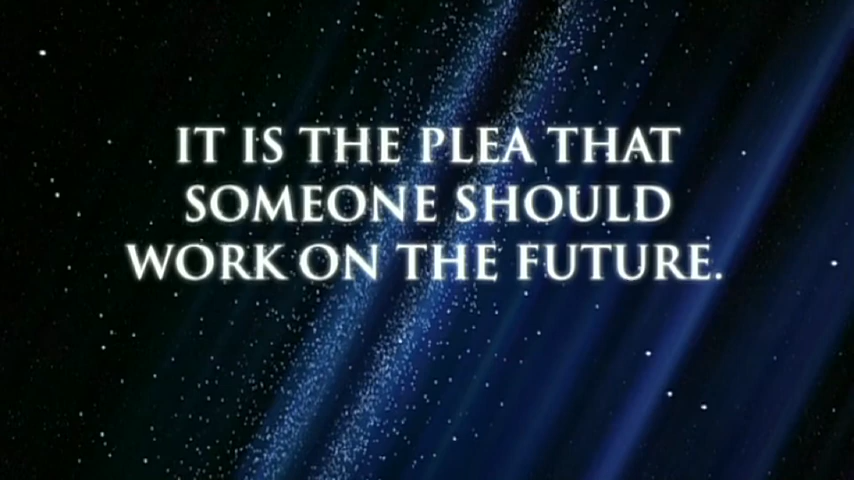 IT IS THE PLEA THAT
SOMEONE SHOULD
WORK ON THE FUTURE.